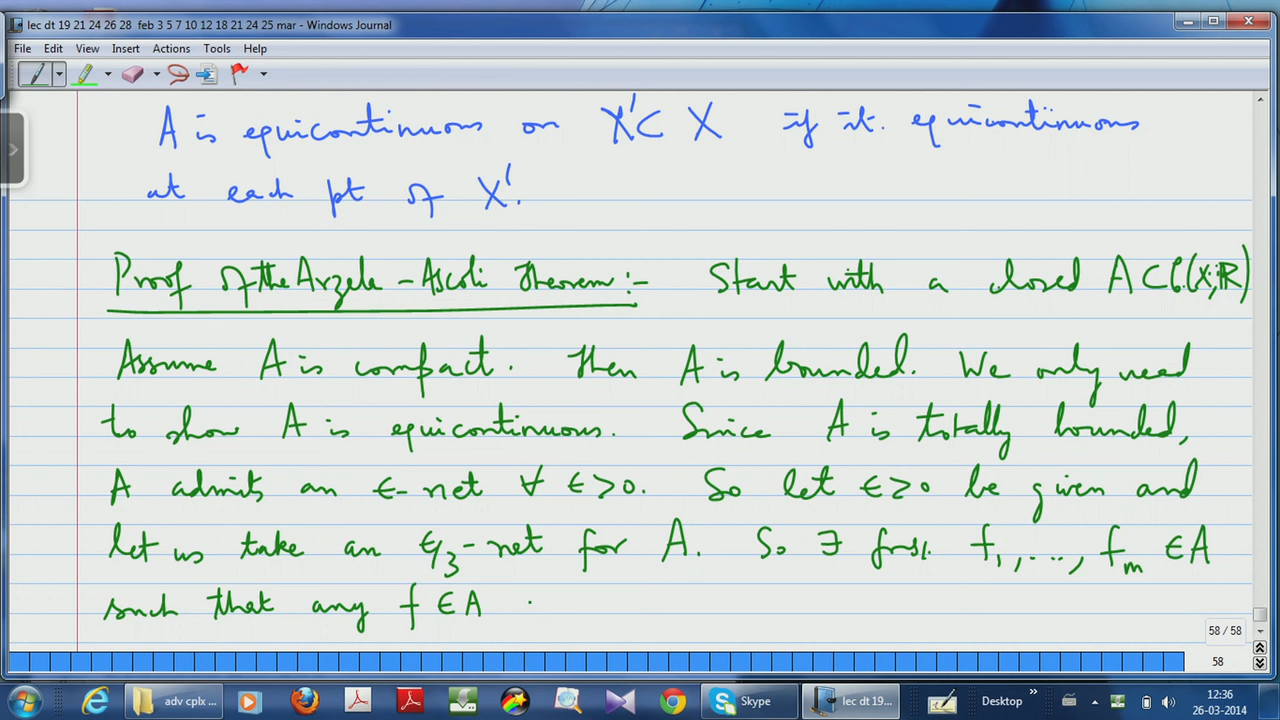 lec dt 19 21 24 26 28 feb 3 5 7 10 12 18 21 24 25 mar - Windows Journal
File Edit View Insert Actions Tools Help
A is equicontinuous on X' ⊂ X if it. equicontinuous
at each pt of X'.
Proof of the Arzela - Ascoli Theorem:- Start with a closed A ⊂ C(X;ℝ)
Assume A is compact. Then A is bounded. We only need
to show A is equicontinuous. Since A is totally bounded,
A admits an ϵ-net ∀ ϵ>0. So let ϵ>0 be given and
let us take an ϵ/3-net for A. So ∃ fns. f₁, ..., fₘ ∈ A
such that any f ∈ A
58 / 58
58
adv cplx ...
Skype
lec dt 19...
Desktop
12:36
26-03-2014